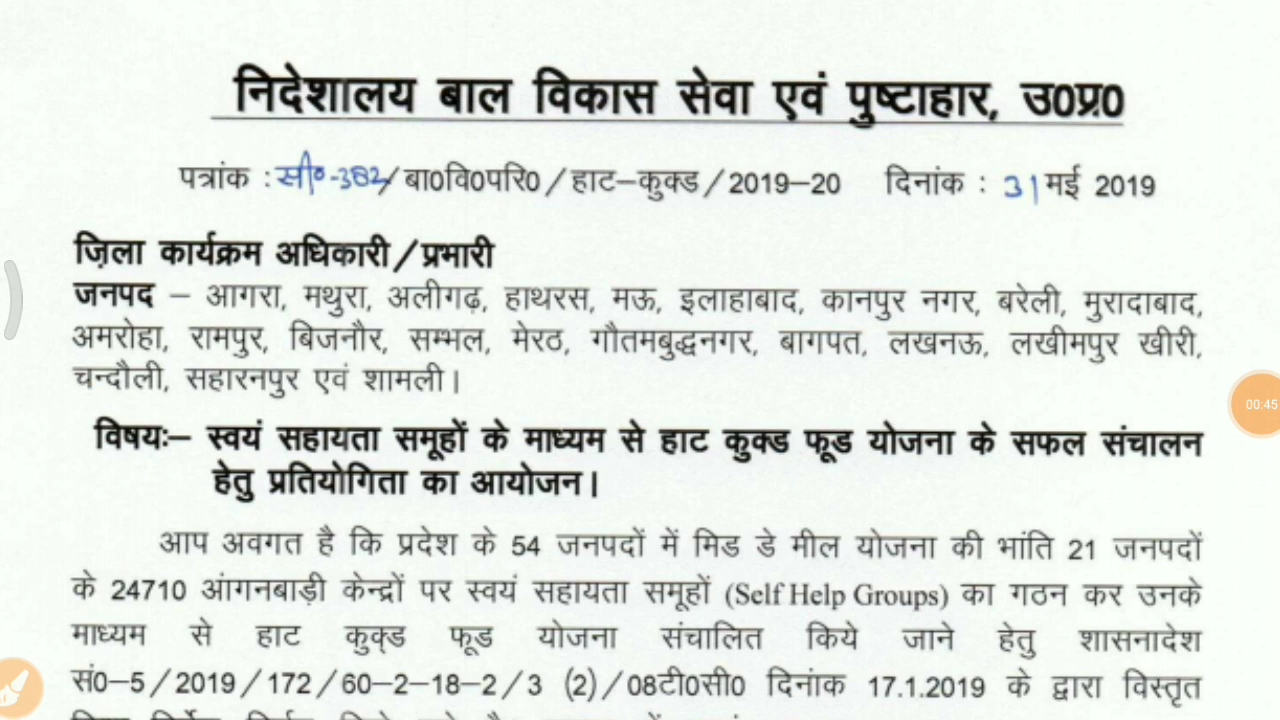 निदेशालय बाल विकास सेवा एवं पुष्टाहार, उ0प्र0
पत्रांक : सी0-382/बा0वि0परि0/हाट–कुक्ड/2019–20 दिनांक : 31 मई 2019
ज़िला कार्यक्रम अधिकारी/प्रभारी
जनपद – आगरा, मथुरा, अलीगढ़, हाथरस, मऊ, इलाहाबाद, कानपुर नगर, बरेली, मुरादाबाद,
अमरोहा, रामपुर, बिजनौर, सम्भल, मेरठ, गौतमबुद्धनगर, बागपत, लखनऊ, लखीमपुर खीरी,
चन्दौली, सहारनपुर एवं शामली।
विषयः– स्वयं सहायता समूहों के माध्यम से हाट कुक्ड फूड योजना के सफल संचालन
हेतु प्रतियोगिता का आयोजन।
आप अवगत है कि प्रदेश के 54 जनपदों में मिड डे मील योजना की भांति 21 जनपदों
के 24710 आंगनबाड़ी केन्द्रों पर स्वयं सहायता समूहों (Self Help Groups) का गठन कर उनके
माध्यम से हाट कुक्ड फूड योजना संचालित किये जाने हेतु शासनादेश
सं0–5/2019/172/60–2–18–2/3 (2)/08टी0सी0 दिनांक 17.1.2019 के द्वारा विस्तृत
00:45